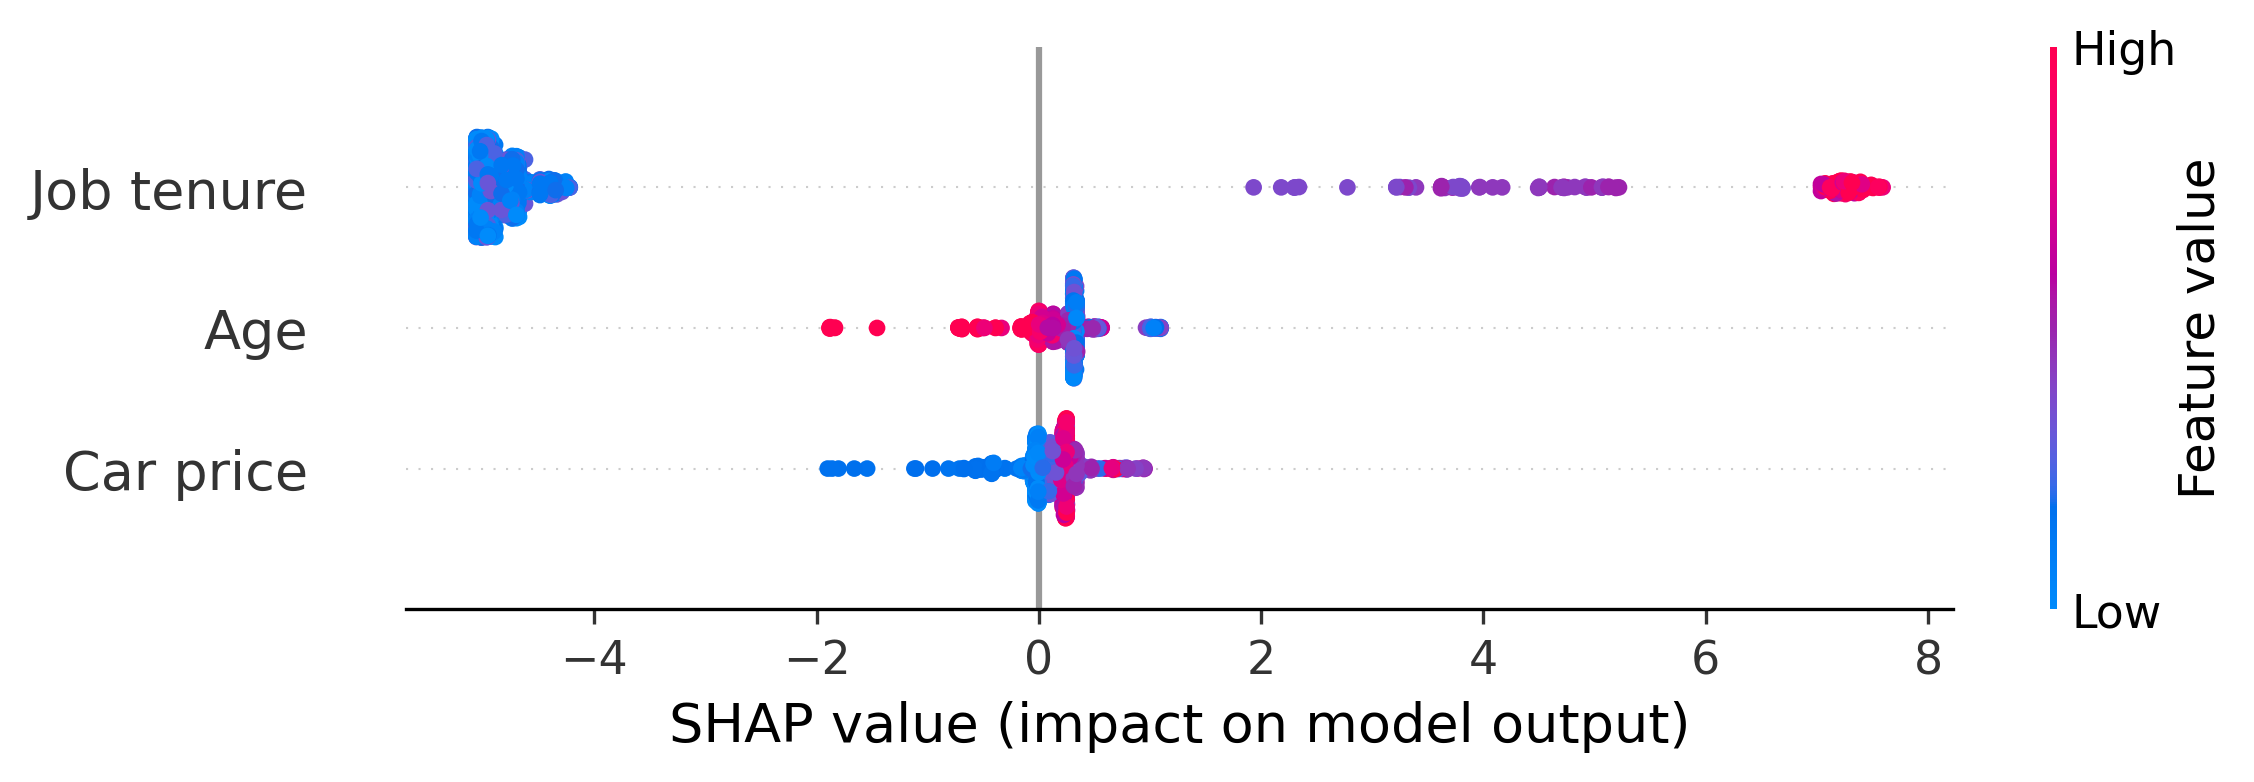 High
Job tenure
Age
Car price
Low
Feature value
−4 −2 0 2 4 6 8
SHAP value (impact on model output)